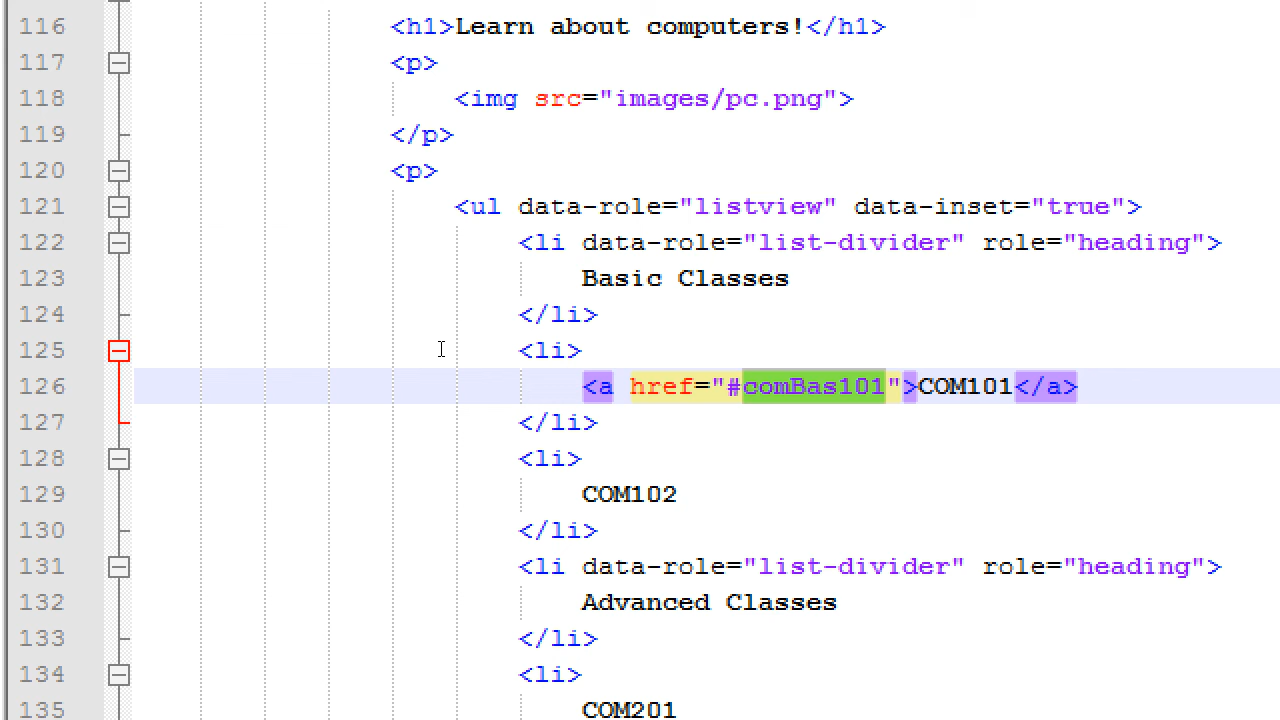 116 <h1>Learn about computers!</h1>
117 <p>
118 <img src="images/pc.png">
119 </p>
120 <p>
121 <ul data-role="listview" data-inset="true">
122 <li data-role="list-divider" role="heading">
123 Basic Classes
124 </li>
125 <li>
126 <a href="#comBas101">COM101</a>
127 </li>
128 <li>
129 COM102
130 </li>
131 <li data-role="list-divider" role="heading">
132 Advanced Classes
133 </li>
134 <li>
135 COM201